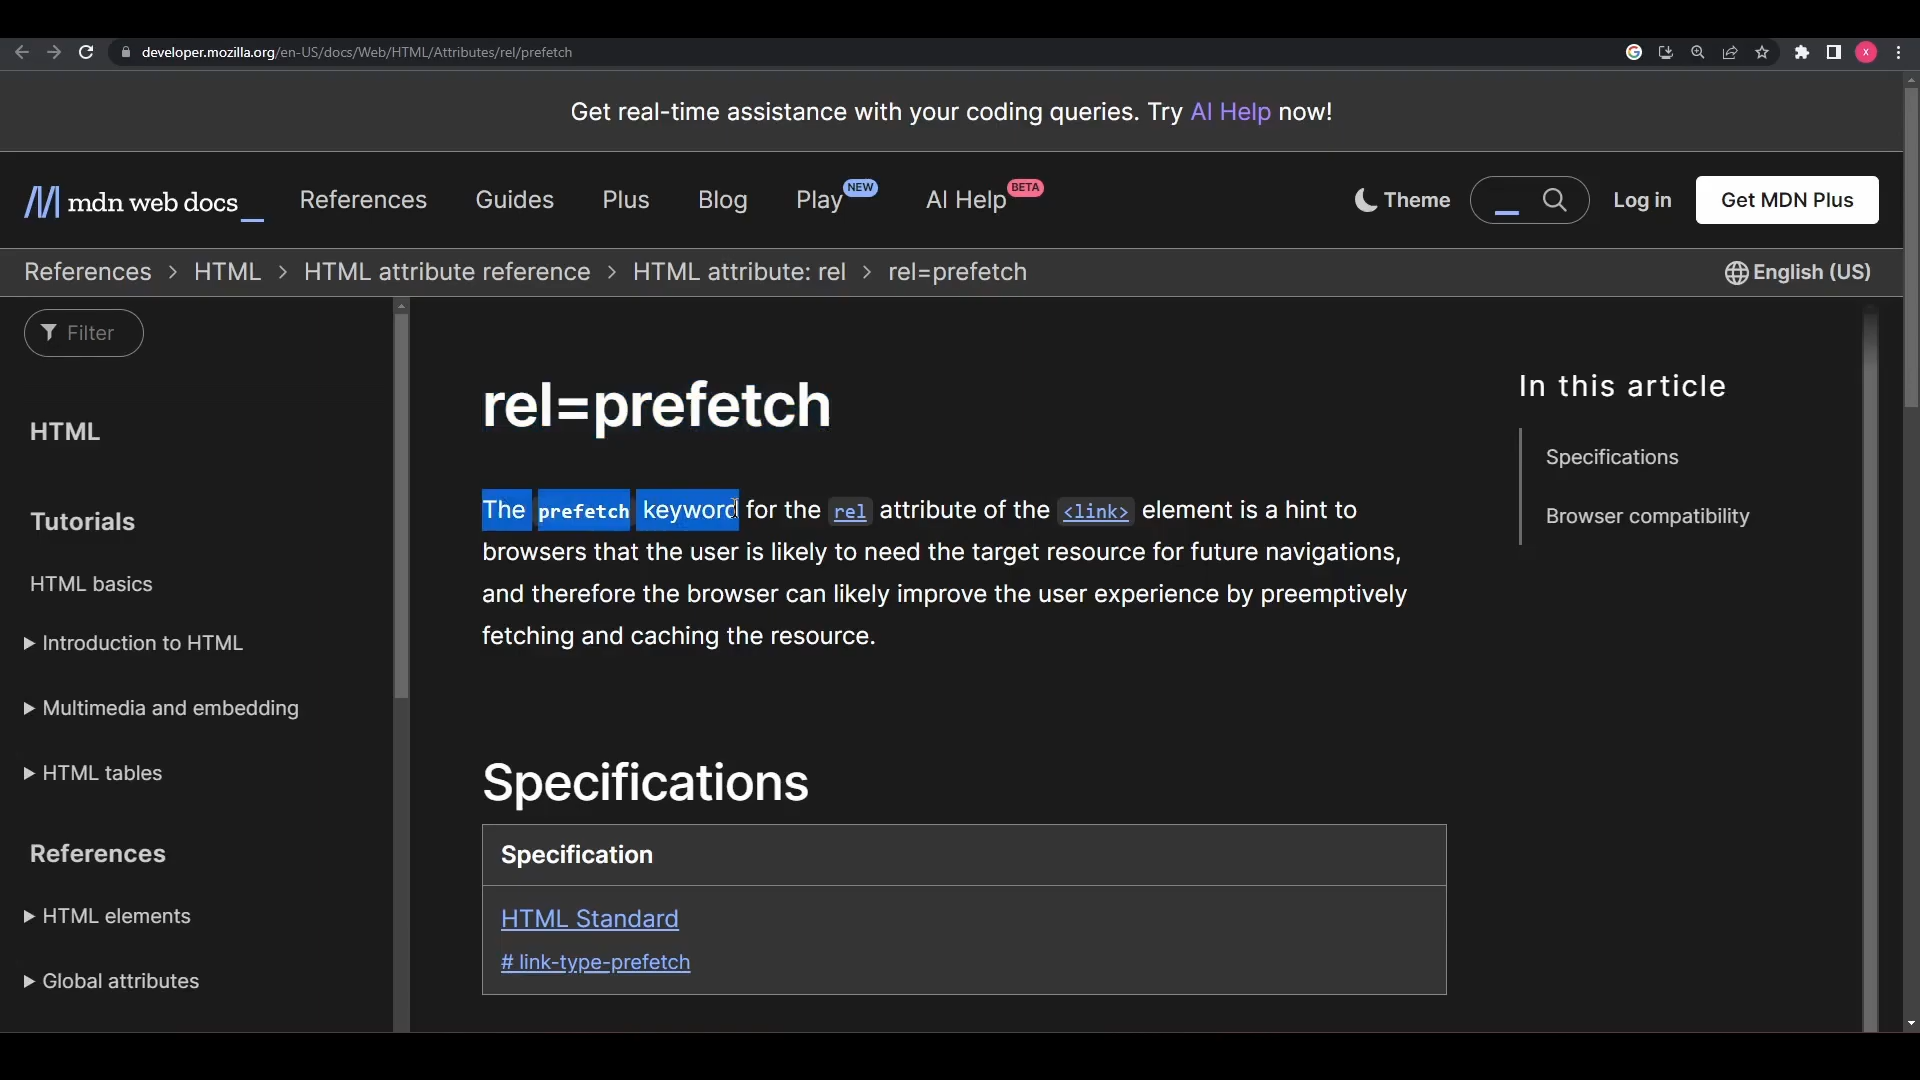 developer.mozilla.org/en-US/docs/Web/HTML/Attributes/rel/prefetch
x
Get real-time assistance with your coding queries. Try AI Help now!
mdn web docs_
References
Guides
Plus
Blog
Play NEW
AI Help BETA
Theme
Log in
Get MDN Plus
References > HTML > HTML attribute reference > HTML attribute: rel > rel=prefetch
English (US)
Filter
HTML
Tutorials
HTML basics
Introduction to HTML
Multimedia and embedding
HTML tables
References
HTML elements
Global attributes
rel=prefetch
The prefetch keyword for the rel attribute of the <link> element is a hint to
browsers that the user is likely to need the target resource for future navigations,
and therefore the browser can likely improve the user experience by preemptively
fetching and caching the resource.
Specifications
Specification
HTML Standard
# link-type-prefetch
In this article
Specifications
Browser compatibility